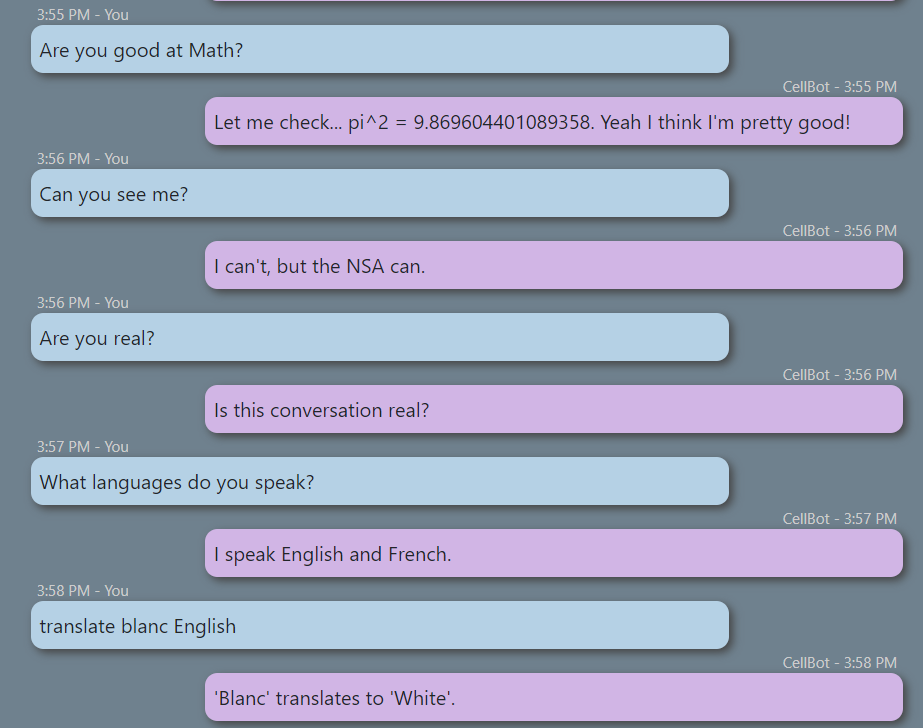 3:55 PM - You
Are you good at Math?
CellBot - 3:55 PM
Let me check... pi^2 = 9.869604401089358. Yeah I think I'm pretty good!
3:56 PM - You
Can you see me?
CellBot - 3:56 PM
I can't, but the NSA can.
3:56 PM - You
Are you real?
CellBot - 3:56 PM
Is this conversation real?
3:57 PM - You
What languages do you speak?
CellBot - 3:57 PM
I speak English and French.
3:58 PM - You
translate blanc English
CellBot - 3:58 PM
'Blanc' translates to 'White'.